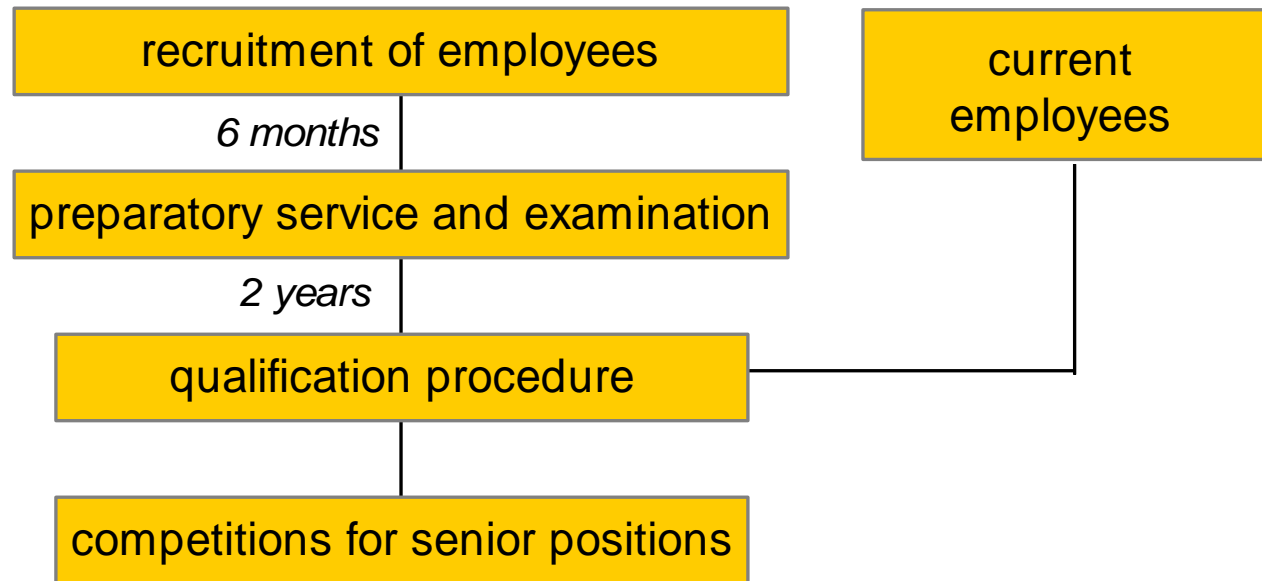 recruitment of employees
current
employees
6 months
preparatory service and examination
2 years
qualification procedure
competitions for senior positions